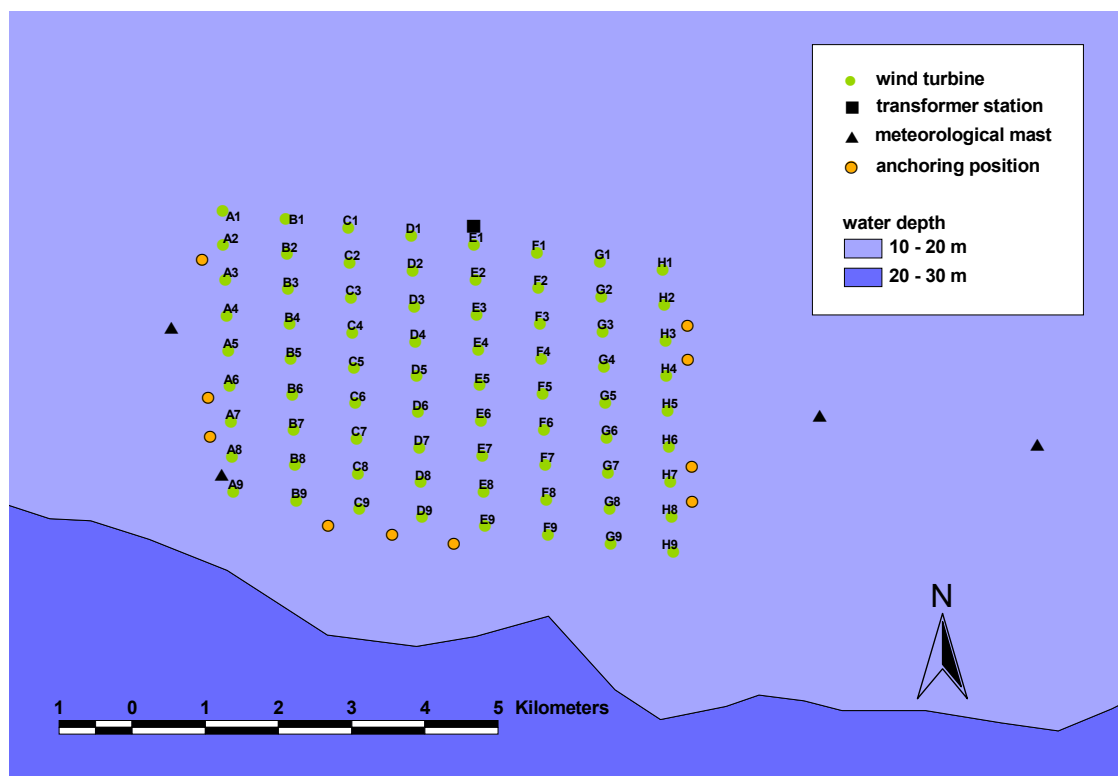 wind turbine
transformer station
meteorological mast
anchoring position
water depth
10 - 20 m
20 - 30 m
A1 B1 C1 D1 E1 F1 G1 H1
A2 B2 C2 D2 E2 F2 G2 H2
A3 B3 C3 D3 E3 F3 G3 H3
A4 B4 C4 D4 E4 F4 G4 H4
A5 B5 C5 D5 E5 F5 G5 H5
A6 B6 C6 D6 E6 F6 G6 H6
A7 B7 C7 D7 E7 F7 G7 H7
A8 B8 C8 D8 E8 F8 G8 H8
A9 B9 C9 D9 E9 F9 G9 H9
N
1 0 1 2 3 4 5 Kilometers